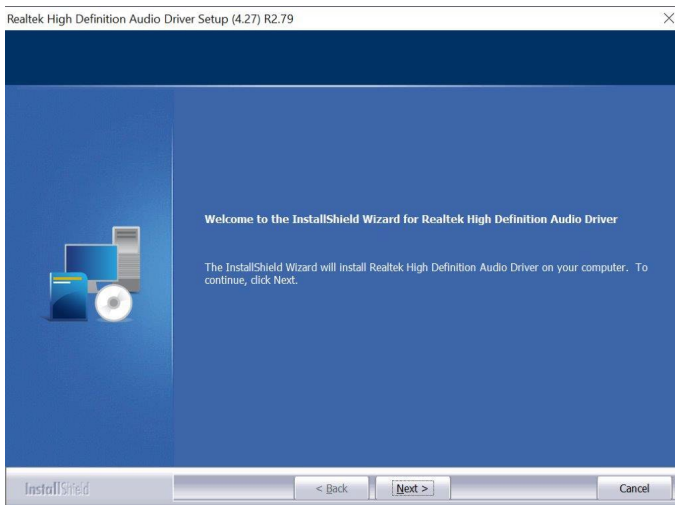 Realtek High Definition Audio Driver Setup (4.27) R2.79
Welcome to the InstallShield Wizard for Realtek High Definition Audio Driver
The InstallShield Wizard will install Realtek High Definition Audio Driver on your computer. To
continue, click Next.
InstallShield
< Back
Next >
Cancel